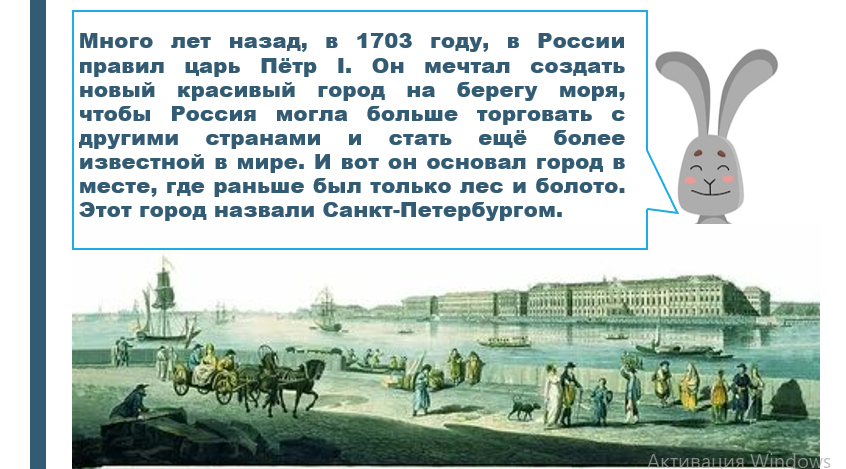 Много лет назад, в 1703 году, в России
правил царь Пётр I. Он мечтал создать
новый красивый город на берегу моря,
чтобы Россия могла больше торговать с
другими странами и стать ещё более
известной в мире. И вот он основал город в
месте, где раньше был только лес и болото.
Этот город назвали Санкт-Петербургом.
Активация Windows